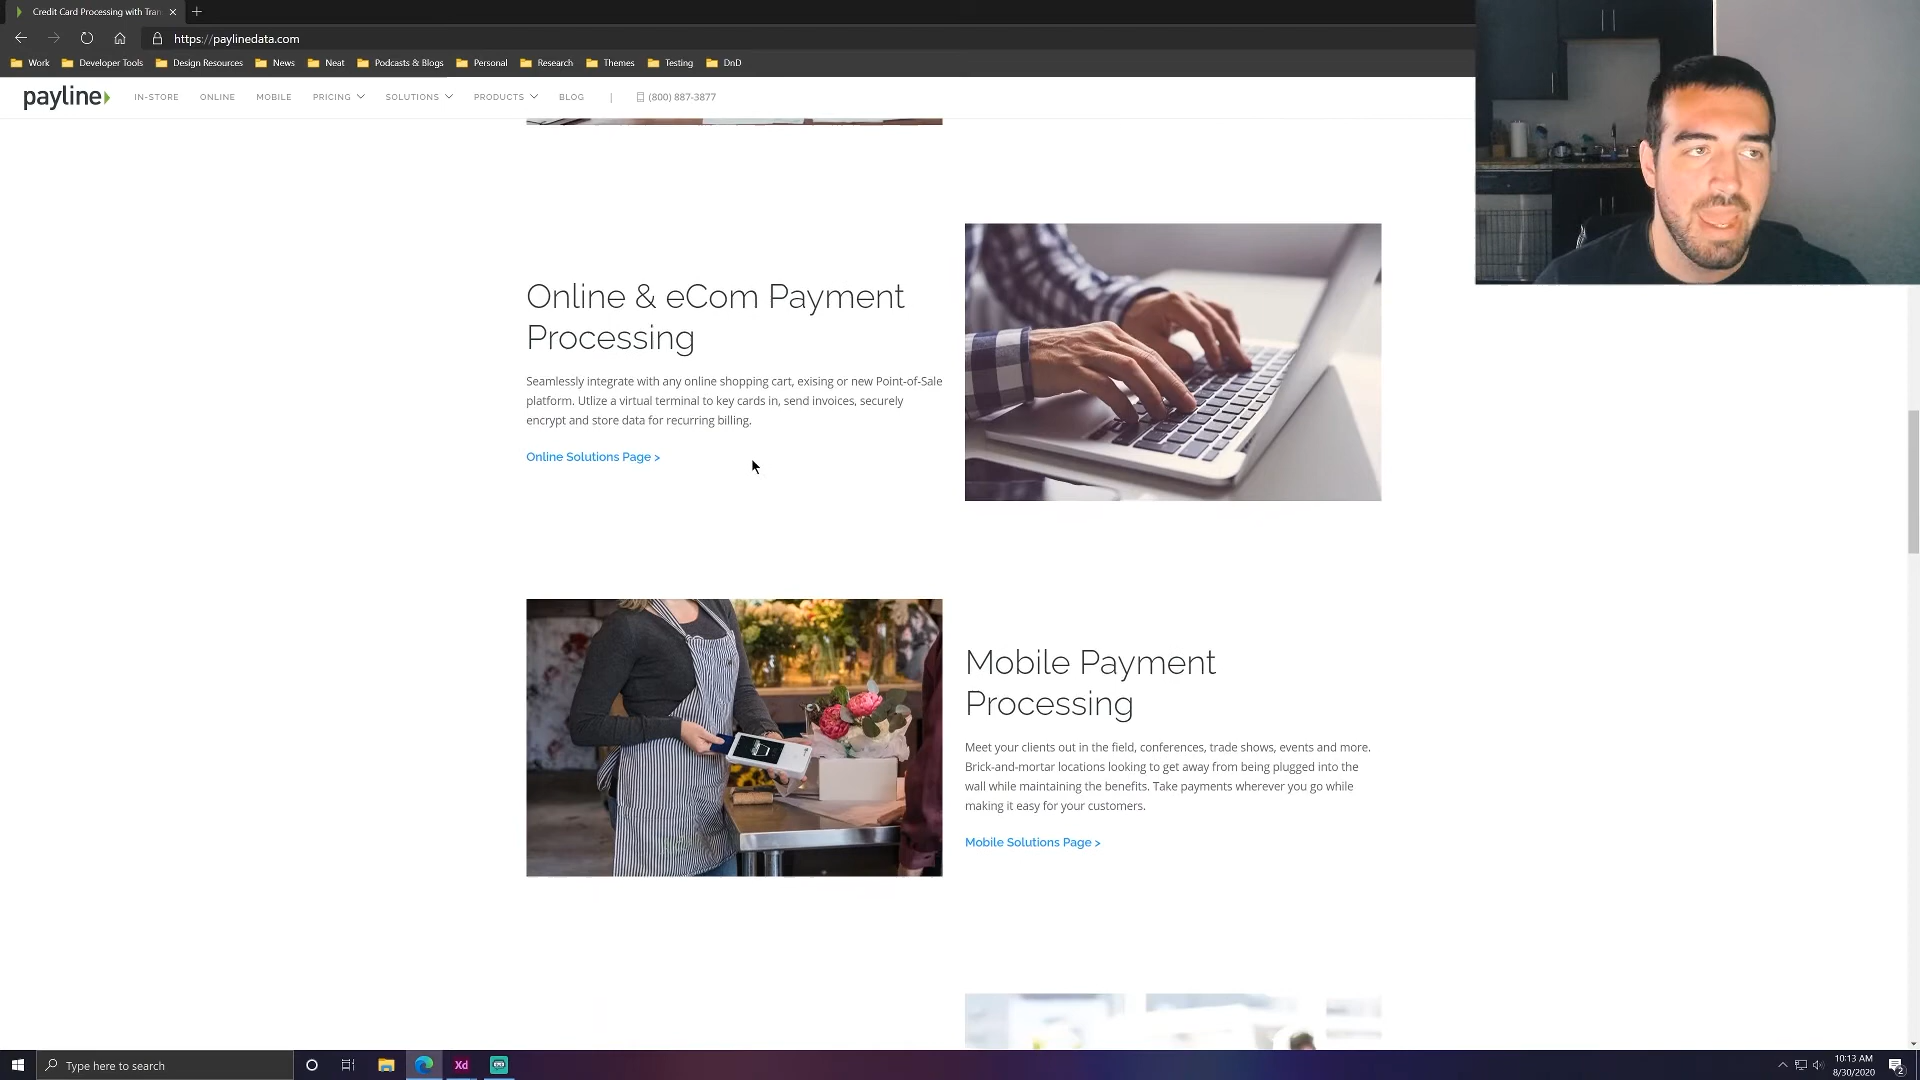 Credit Card Processing with Tran
https://paylinedata.com
Work
Developer Tools
Design Resources
News
Neat
Podcasts & Blogs
Personal
Research
Themes
Testing
DnD
payline
IN-STORE
ONLINE
MOBILE
PRICING
SOLUTIONS
PRODUCTS
BLOG
|
(800) 887-3877
Online & eCom Payment
Processing
Seamlessly integrate with any online shopping cart, exising or new Point-of-Sale
platform. Utlize a virtual terminal to key cards in, send invoices, securely
encrypt and store data for recurring billing.
Online Solutions Page >
Mobile Payment
Processing
Meet your clients out in the field, conferences, trade shows, events and more.
Brick-and-mortar locations looking to get away from being plugged into the
wall while maintaining the benefits. Take payments wherever you go while
making it easy for your customers.
Mobile Solutions Page >
Type here to search
Xd
10:13 AM
8/30/2020
2